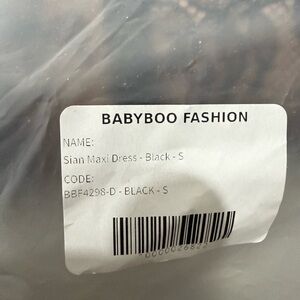 BABYBOO FASHION
NAME:
Sian Maxi Dress - Black - S
CODE:
BBF4298-D - BLACK - S